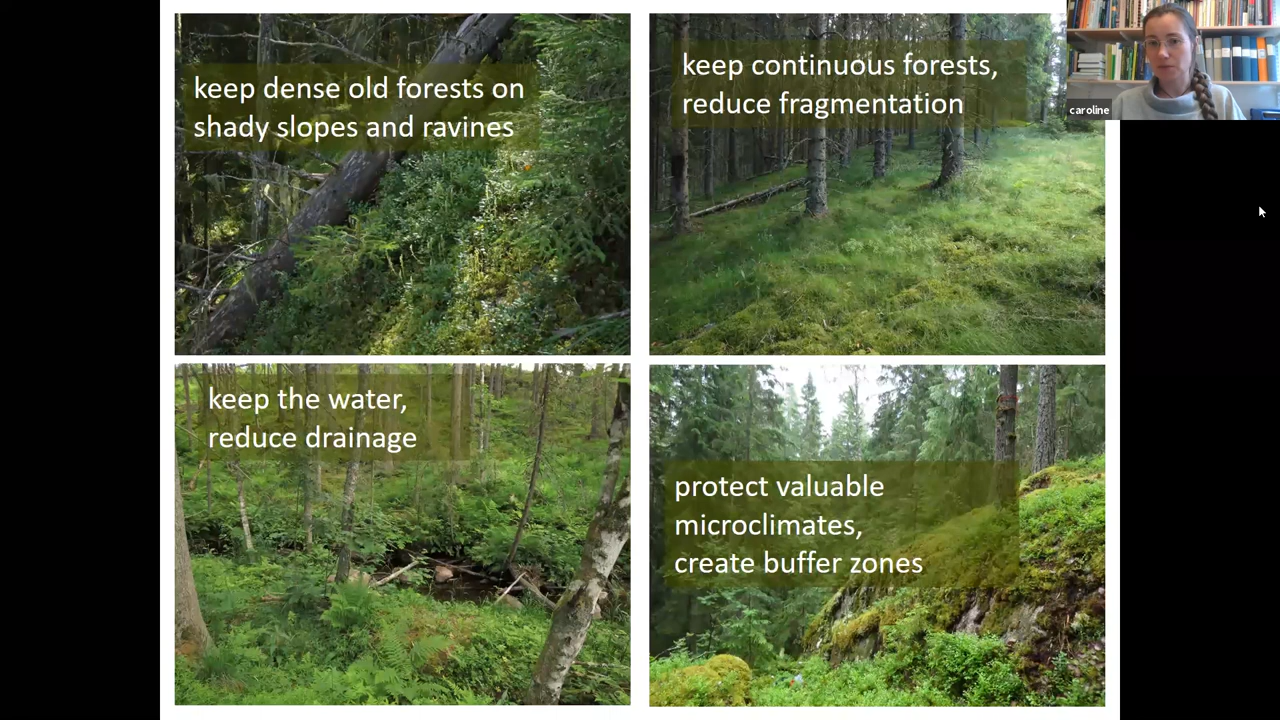 keep dense old forests on
shady slopes and ravines
keep continuous forests,
reduce fragmentation
caroline
keep the water,
reduce drainage
protect valuable
microclimates,
create buffer zones